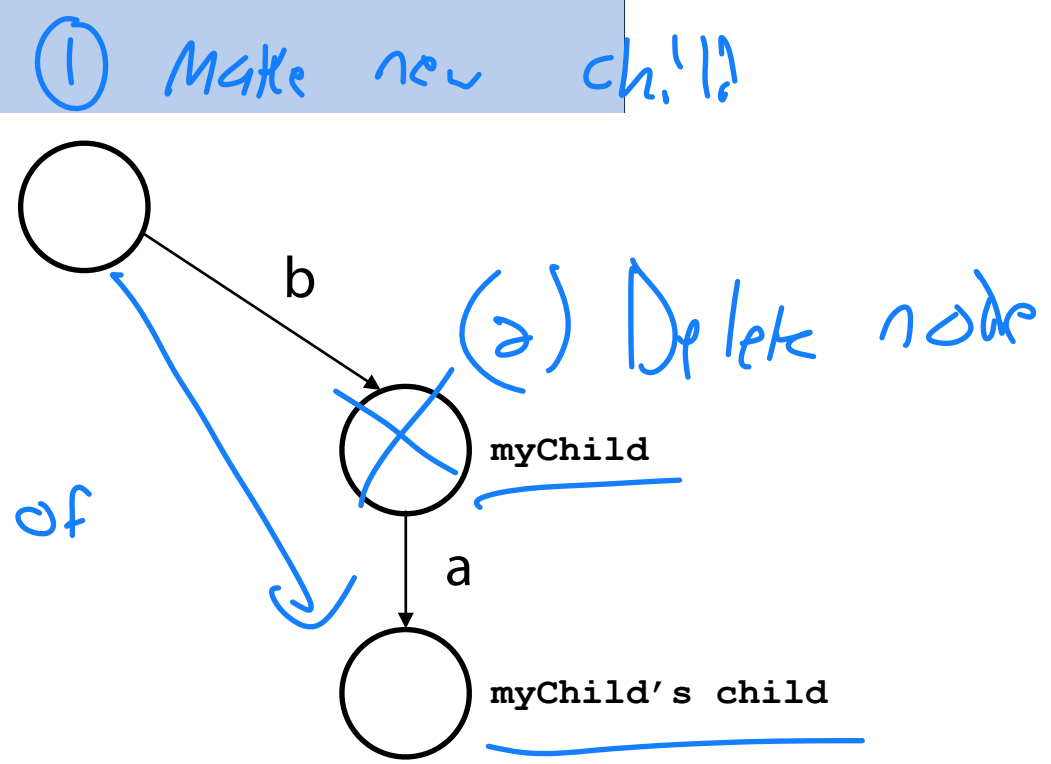 ① Make new child
b
(2) Delete node
myChild
of
a
myChild’s child